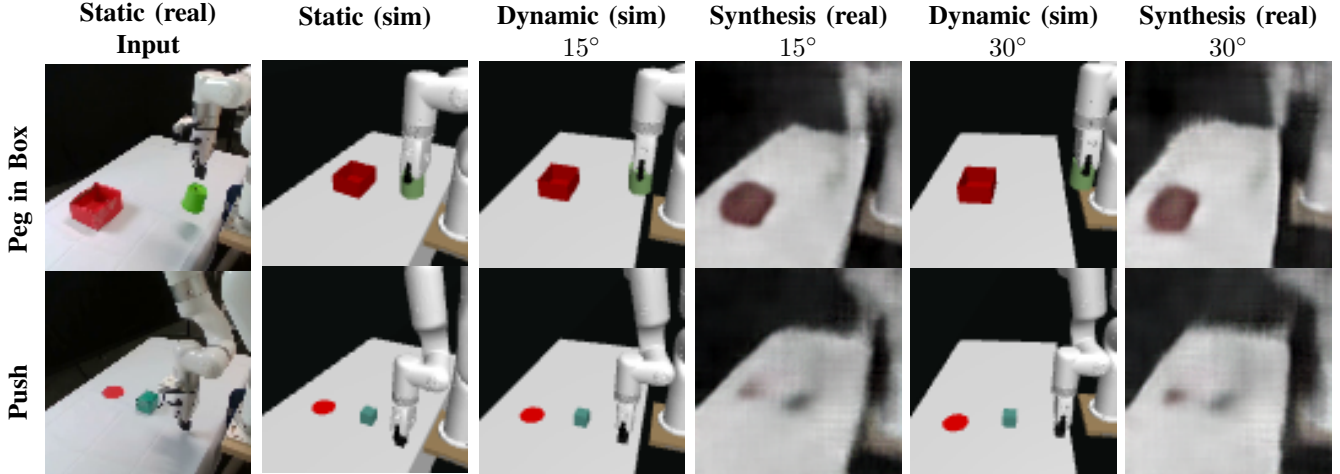 Static (real)
Input
Static (sim)
Dynamic (sim)
15°
Synthesis (real)
15°
Dynamic (sim)
30°
Synthesis (real)
30°
Peg in Box
Push